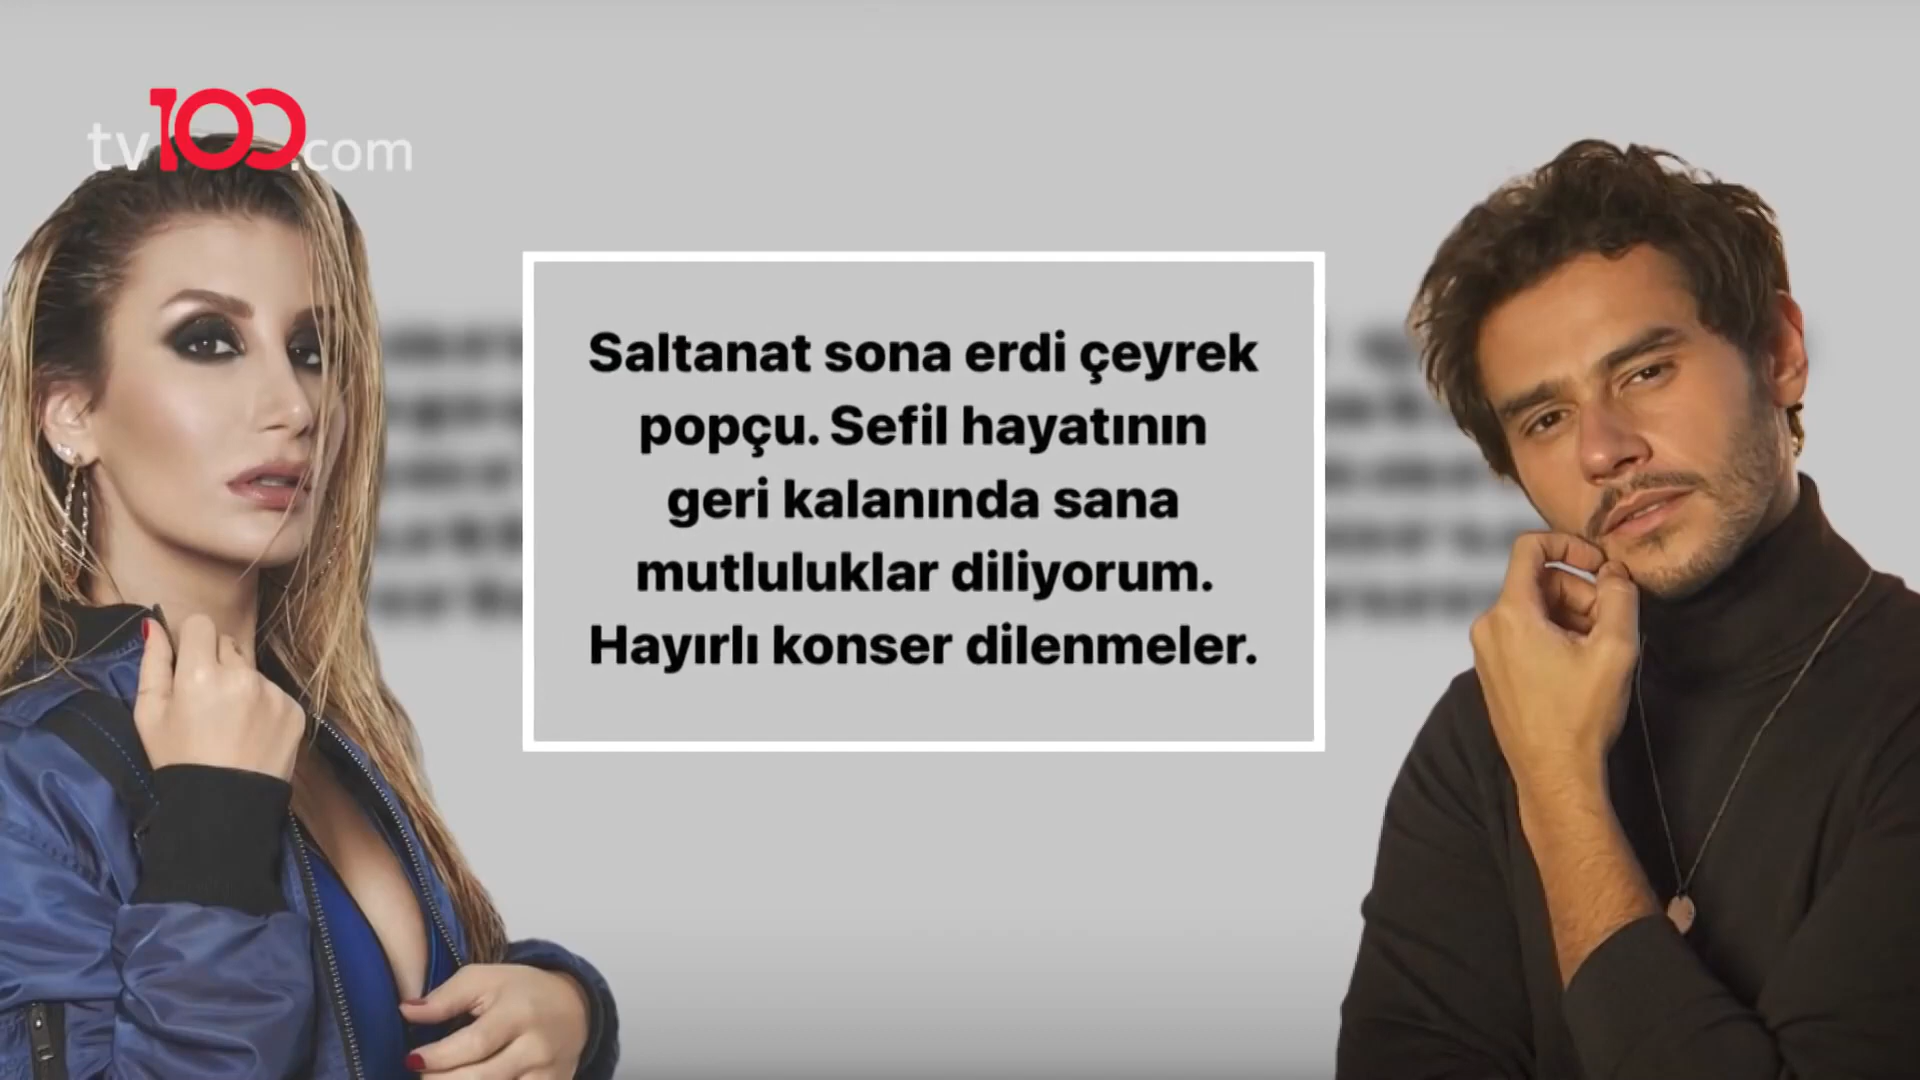 tv100.com
Saltanat sona erdi çeyrek
popçu. Sefil hayatının
geri kalanında sana
mutluluklar diliyorum.
Hayırlı konser dilenmeler.